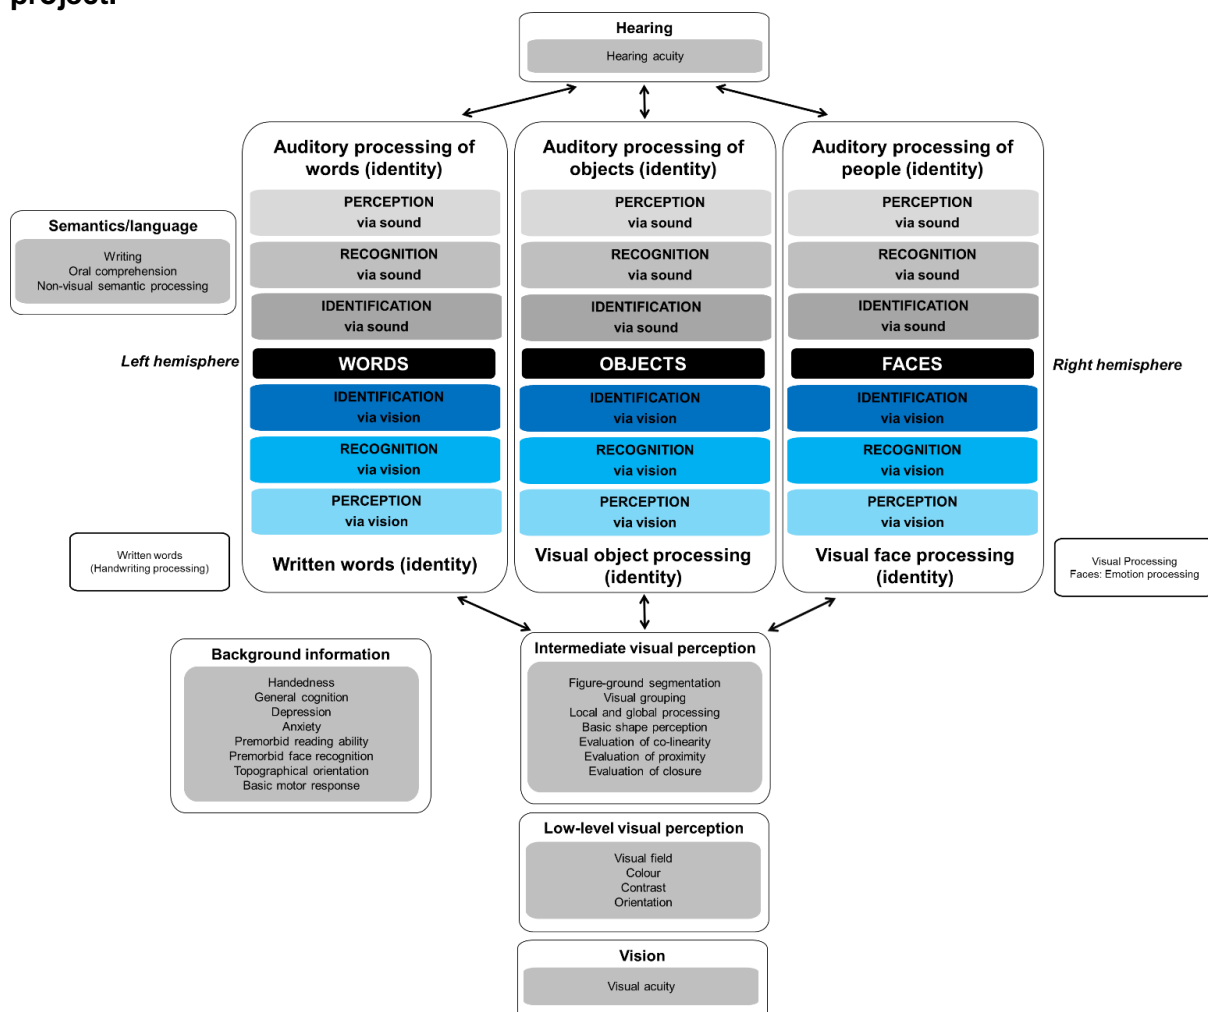 project.
Hearing
Hearing acuity
Auditory processing of
words (identity)
PERCEPTION
via sound
RECOGNITION
via sound
IDENTIFICATION
via sound
WORDS
IDENTIFICATION
via vision
RECOGNITION
via vision
PERCEPTION
via vision
Written words (identity)
Auditory processing of
objects (identity)
PERCEPTION
via sound
RECOGNITION
via sound
IDENTIFICATION
via sound
OBJECTS
IDENTIFICATION
via vision
RECOGNITION
via vision
PERCEPTION
via vision
Visual object processing
(identity)
Auditory processing of
people (identity)
PERCEPTION
via sound
RECOGNITION
via sound
IDENTIFICATION
via sound
FACES
IDENTIFICATION
via vision
RECOGNITION
via vision
PERCEPTION
via vision
Visual face processing
(identity)
Semantics/language
Writing
Oral comprehension
Non-visual semantic processing
Left hemisphere
Right hemisphere
Written words
(Handwriting processing)
Visual Processing
Faces: Emotion processing
Background information
Handedness
General cognition
Depression
Anxiety
Premorbid reading ability
Premorbid face recognition
Topographical orientation
Basic motor response
Intermediate visual perception
Figure-ground segmentation
Visual grouping
Local and global processing
Basic shape perception
Evaluation of co-linearity
Evaluation of proximity
Evaluation of closure
Low-level visual perception
Visual field
Colour
Contrast
Orientation
Vision
Visual acuity